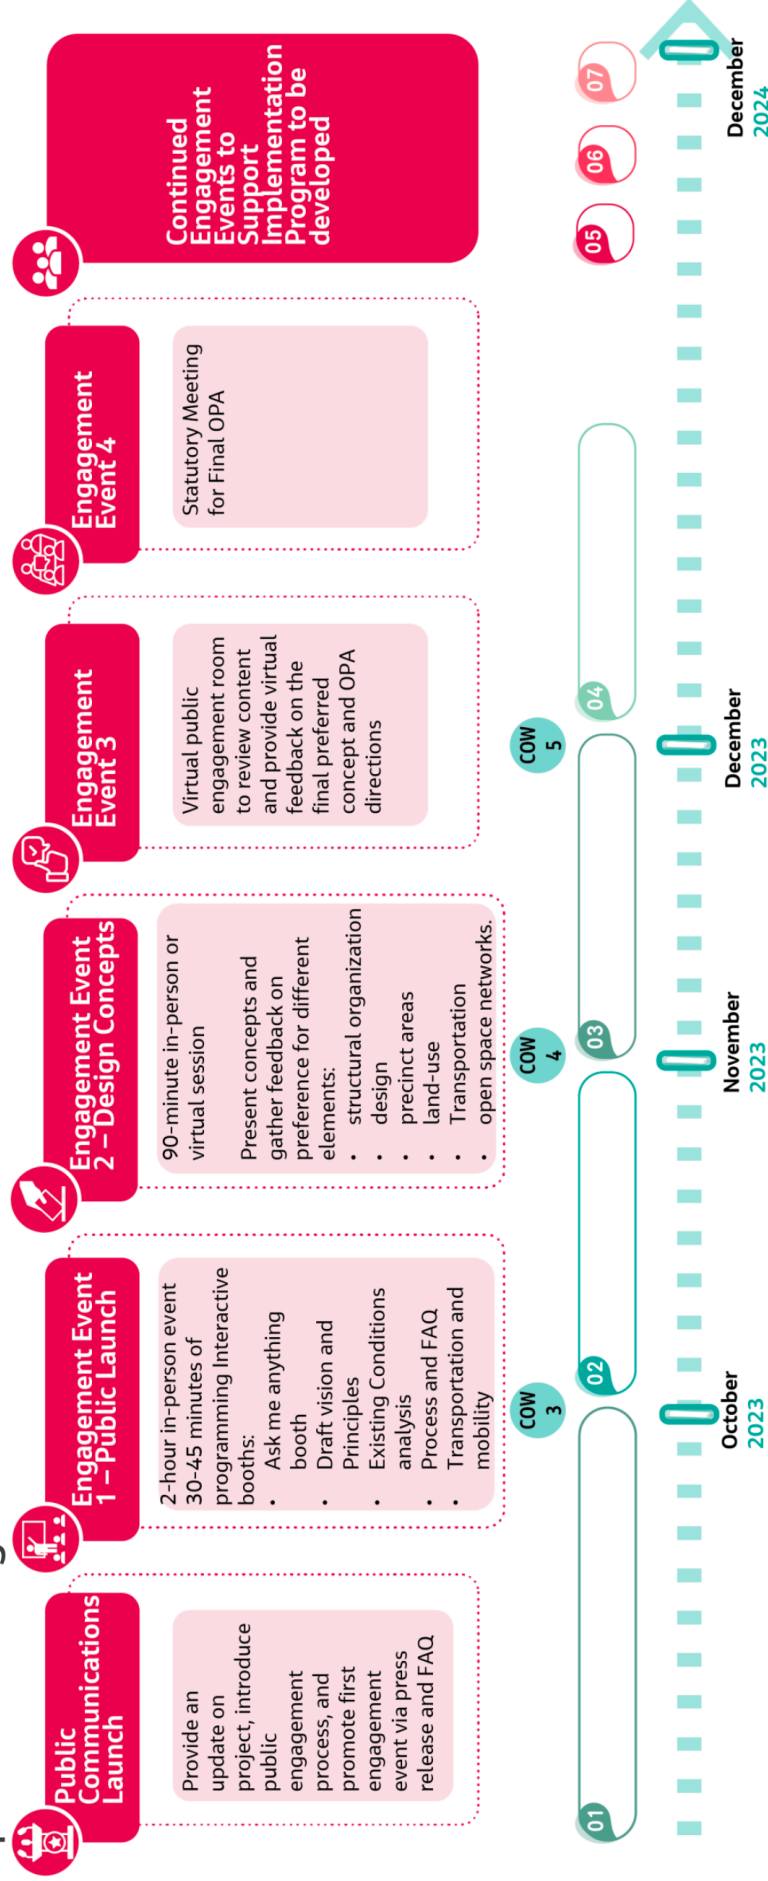 Public
Communications
Launch
Provide an
update on
project, introduce
public
engagement
process, and
promote first
engagement
event via press
release and FAQ
Engagement Event
1 – Public Launch
2-hour in-person event
30-45 minutes of
programming Interactive
booths:
• Ask me anything
booth
• Draft vision and
Principles
• Existing Conditions
analysis
• Process and FAQ
• Transportation and
mobility
Engagement Event
2 – Design Concepts
90-minute in-person or
virtual session
Present concepts and
gather feedback on
preference for different
elements:
• structural organization
• design
• precinct areas
• land-use
• Transportation
• open space networks.
Engagement
Event 3
Virtual public
engagement room
to review content
and provide virtual
feedback on the
final preferred
concept and OPA
directions
Engagement
Event 4
Statutory Meeting
for Final OPA
Continued
Engagement
Events to
Support
Implementation
Program to be
developed
COW
3
COW
4
COW
5
01
02
03
04
05
06
07
October
2023
November
2023
December
2023
December
2024